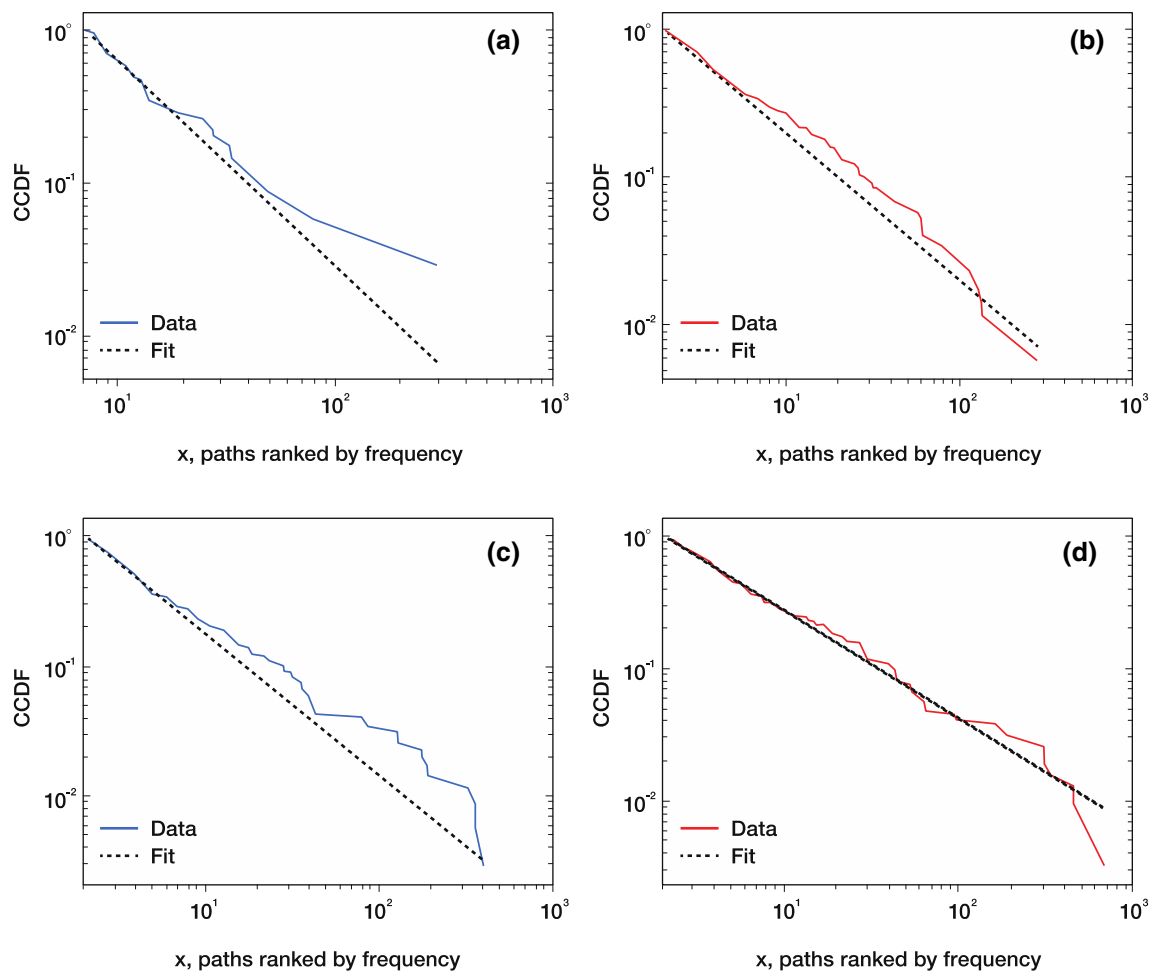 (a)
10°
10⁻¹
10⁻²
CCDF
Data
Fit
10¹
10²
10³
x, paths ranked by frequency
(b)
10°
10⁻¹
10⁻²
CCDF
Data
Fit
10¹
10²
10³
x, paths ranked by frequency
(c)
10°
10⁻¹
10⁻²
CCDF
Data
Fit
10¹
10²
10³
x, paths ranked by frequency
(d)
10°
10⁻¹
10⁻²
CCDF
Data
Fit
10¹
10²
10³
x, paths ranked by frequency